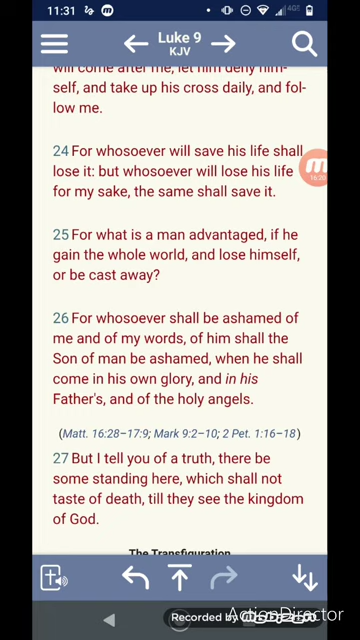 11:31
4GE
Luke 9
KJV
will come after me, let him deny him-
self, and take up his cross daily, and fol-
low me.
24 For whosoever will save his life shall
lose it: but whosoever will lose his life
for my sake, the same shall save it.
25 For what is a man advantaged, if he
gain the whole world, and lose himself,
or be cast away?
26 For whosoever shall be ashamed of
me and of my words, of him shall the
Son of man be ashamed, when he shall
come in his own glory, and in his
Father's, and of the holy angels.
(Matt. 16:28–17:9; Mark 9:2–10; 2 Pet. 1:16–18)
27 But I tell you of a truth, there be
some standing here, which shall not
taste of death, till they see the kingdom
of God.
The Transfiguration
ActionDirector
Recorded by